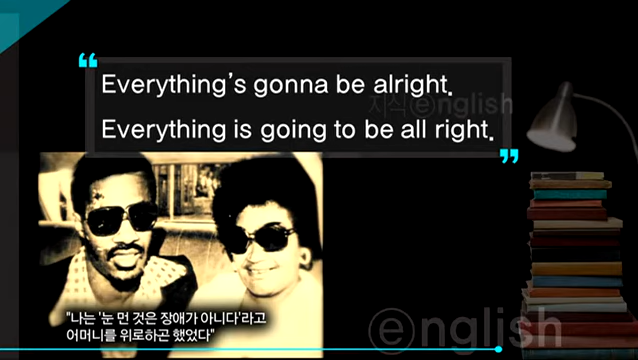 “
Everything’s gonna be alright.
지식ⓔnglish
Everything is going to be all right.
”
"나는 '눈 먼 것은 장애가 아니다'라고
어머니를 위로하곤 했었다"
ⓔnglish